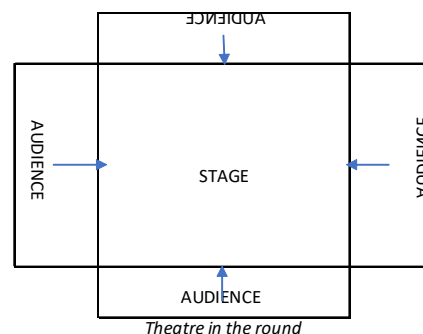 AUDIENCE
AUDIENCE
STAGE
AUDIENCE
AUDIENCE
Theatre in the round